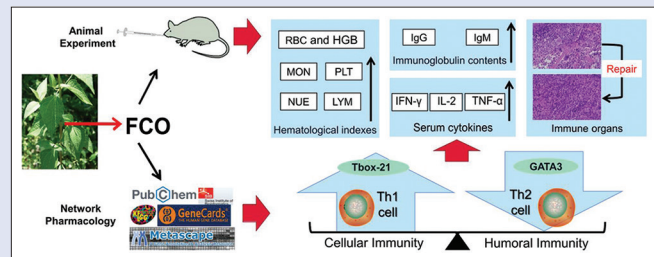 Animal
Experiment
FCO
Network
Pharmacology
PubChem
GeneCards
Metascape
RBC and HGB
MON
PLT
NUE
LYM
Hematological indexes
IgG
IgM
Immunoglobulin contents
IFN-γ
IL-2
TNF-α
Serum cytokines
Repair
Immune organs
Tbox-21
Th1
cell
GATA3
Th2
cell
Cellular Immunity
Humoral Immunity